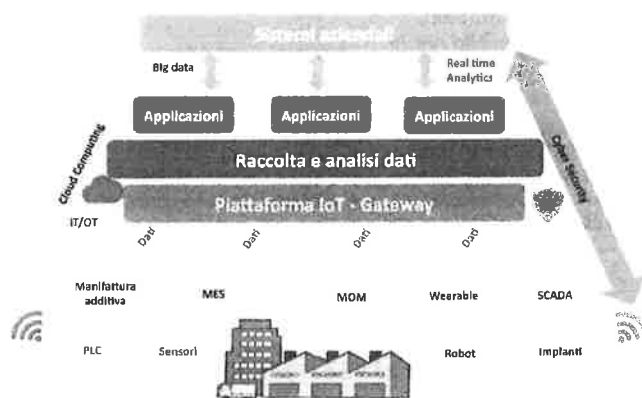 Sistemi aziendali
Big data
Real time
Analytics
Applicazioni
Applicazioni
Applicazioni
Cloud Computing
Raccolta e analisi dati
Cyber Security
Piattaforma IoT - Gateway
IT/OT
Dati
Dati
Dati
Dati
Manifattura
additiva
MES
MOM
Wearable
SCADA
PLC
Sensori
Robot
Impianti